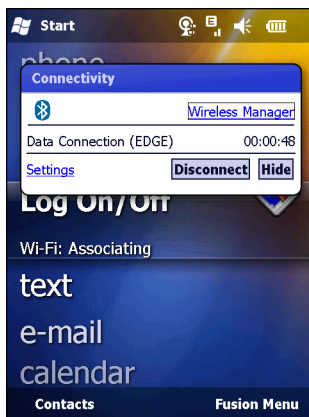 Start
E
phone
Connectivity
Wireless Manager
Data Connection (EDGE) 00:00:48
Settings Disconnect Hide
Log On/Off
Wi-Fi: Associating
text
e-mail
calendar
Contacts Fusion Menu